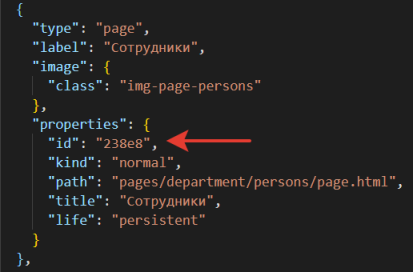 {
"type": "page",
"label": "Сотрудники",
"image": {
"class": "img-page-persons"
},
"properties": {
"id": "238e8",
"kind": "normal",
"path": "pages/department/persons/page.html",
"title": "Сотрудники",
"life": "persistent"
}
},